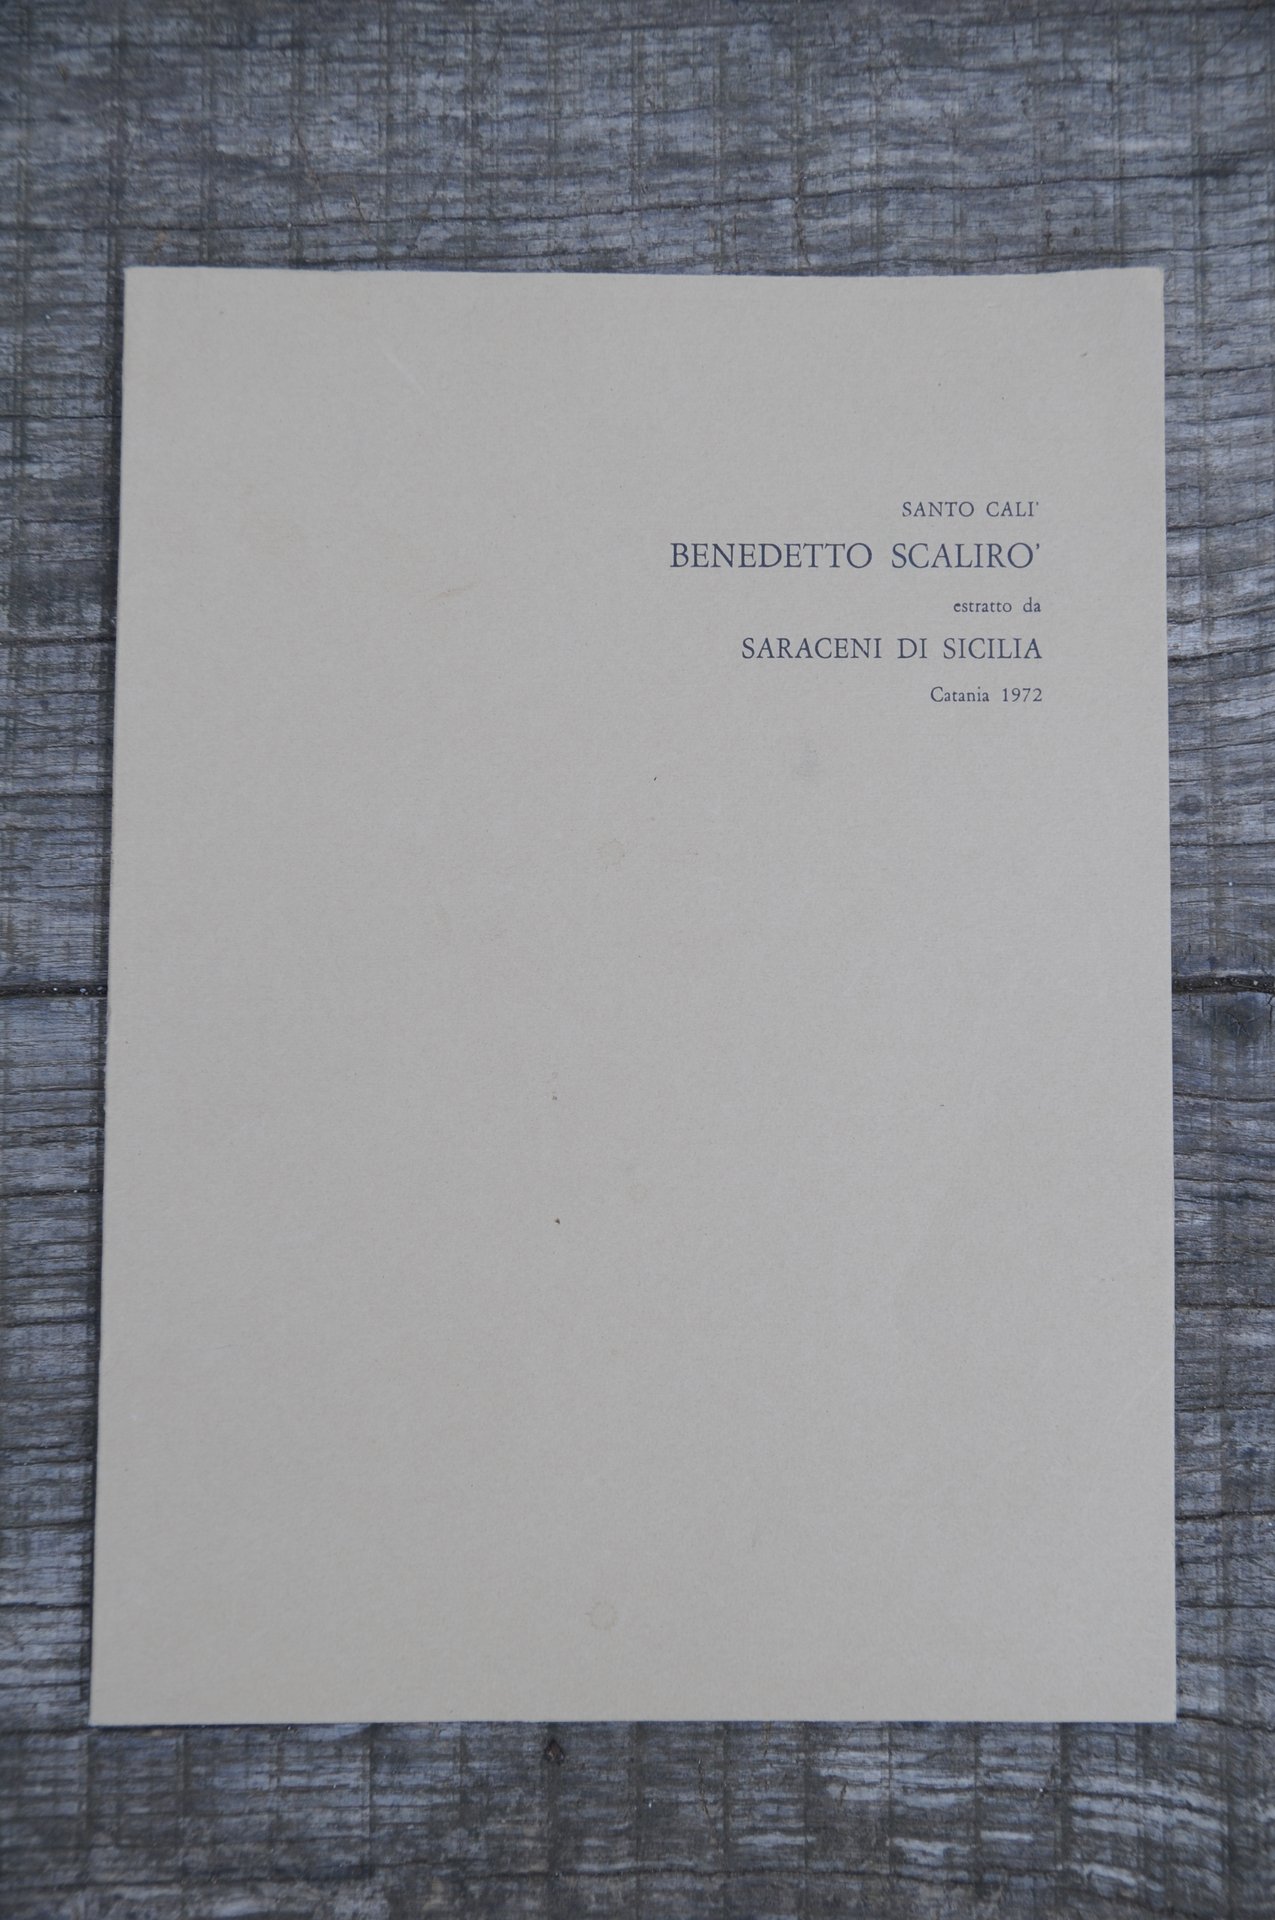 SANTO CALI'
BENEDETTO SCALIRO'
estratto da
SARACENI DI SICILIA
Catania 1972